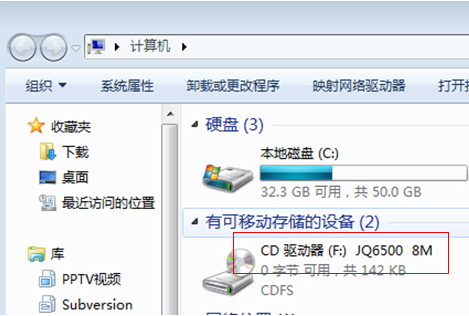 计算机
组织 系统属性 卸载或更改程序 映射网络驱动器
收藏夹
下载
桌面
最近访问的位置
库
PPTV视频
Subversion
硬盘 (3)
本地磁盘 (C:)
32.3 GB 可用，共 50.0 GB
有可移动存储的设备 (2)
CD 驱动器 (F:) JQ6500 8M
0 字节 可用，共 142 KB
CDFS